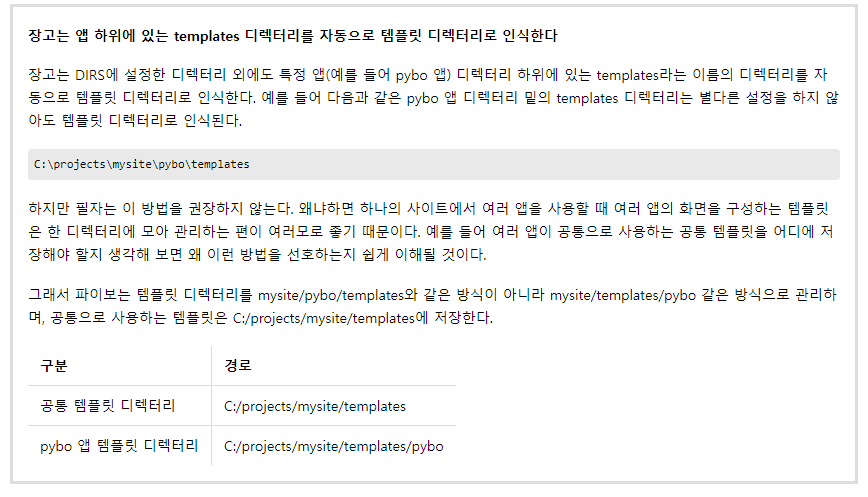 장고는 앱 하위에 있는 templates 디렉터리를 자동으로 템플릿 디렉터리로 인식한다
장고는 DIRS에 설정한 디렉터리 외에도 특정 앱(예를 들어 pybo 앱) 디렉터리 하위에 있는 templates라는 이름의 디렉터리를 자
동으로 템플릿 디렉터리로 인식한다. 예를 들어 다음과 같은 pybo 앱 디렉터리 밑의 templates 디렉터리는 별다른 설정을 하지 않
아도 템플릿 디렉터리로 인식된다.
C:\projects\mysite\pybo\templates
하지만 필자는 이 방법을 권장하지 않는다. 왜냐하면 하나의 사이트에서 여러 앱을 사용할 때 여러 앱의 화면을 구성하는 템플릿
은 한 디렉터리에 모아 관리하는 편이 여러모로 좋기 때문이다. 예를 들어 여러 앱이 공통으로 사용하는 공통 템플릿을 어디에 저
장해야 할지 생각해 보면 왜 이런 방법을 선호하는지 쉽게 이해될 것이다.
그래서 파이보는 템플릿 디렉터리를 mysite/pybo/templates와 같은 방식이 아니라 mysite/templates/pybo 같은 방식으로 관리하
며, 공통으로 사용하는 템플릿은 C:/projects/mysite/templates에 저장한다.
구분 경로
공통 템플릿 디렉터리 C:/projects/mysite/templates
pybo 앱 템플릿 디렉터리 C:/projects/mysite/templates/pybo